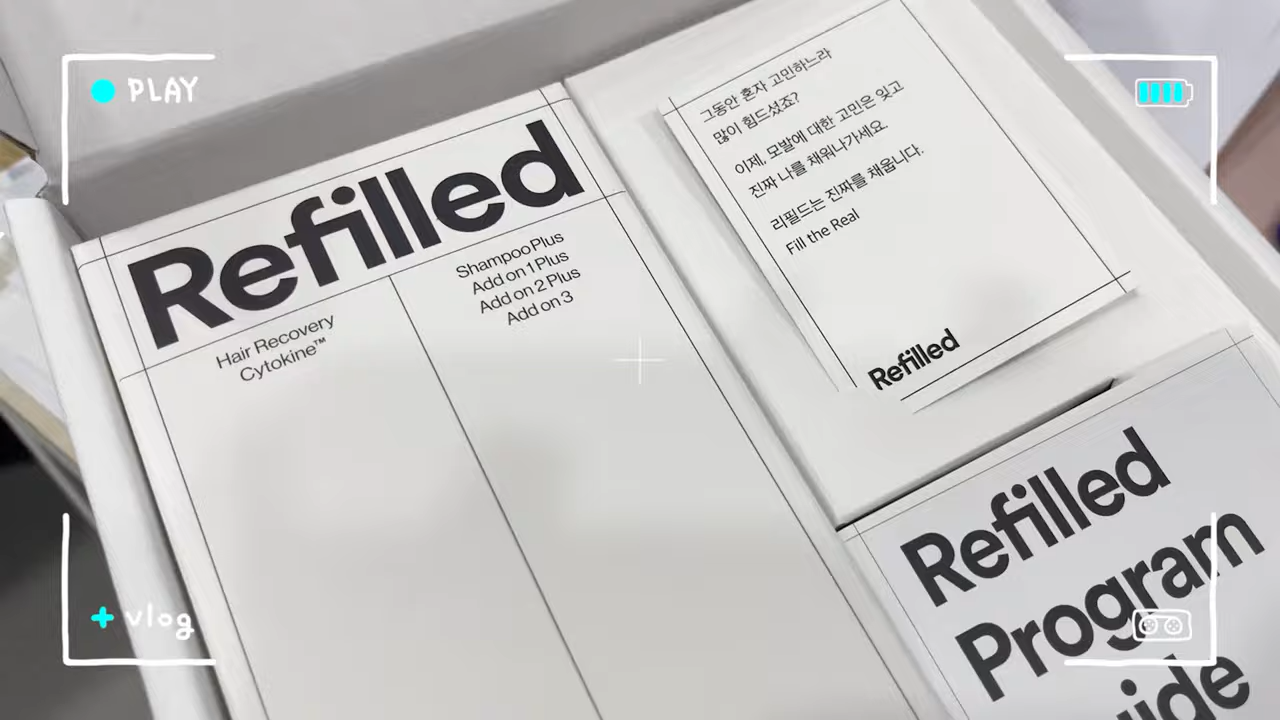 PLAY
Refilled
Hair Recovery
Cytokine™
Shampoo Plus
Add on 1 Plus
Add on 2 Plus
Add on 3
그동안 혼자 고민하느라
많이 힘드셨죠?
이제, 모발에 대한 고민은 잊고
진짜 나를 채워나가세요.
리필드는 진짜를 채웁니다.
Fill the Real
Refilled
Refilled
Program
vlog